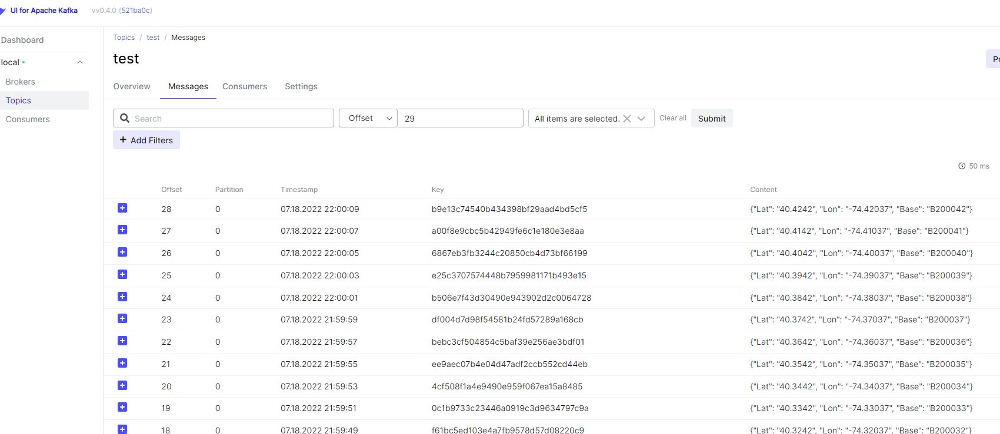 UI for Apache Kafka vv0.4.0 (521ba0c)
Dashboard
local
Brokers
Topics
Consumers
Topics / test / Messages
test
Pr
Overview Messages Consumers Settings
Search Offset 29 All items are selected. Clear all Submit
+ Add Filters
50 ms
Offset Partition Timestamp Key Content
28 0 07.18.2022 22:00:09 b9e13c74540b434398bf29aad4bd5cf5 {"Lat": "40.4242", "Lon": "-74.42037", "Base": "B200042"}
27 0 07.18.2022 22:00:07 a00f8e9cbc5b42949fe6c1e180e3e8aa {"Lat": "40.4142", "Lon": "-74.41037", "Base": "B200041"}
26 0 07.18.2022 22:00:05 6867eb3fb3244c20850cb4d73bf66199 {"Lat": "40.4042", "Lon": "-74.40037", "Base": "B200040"}
25 0 07.18.2022 22:00:03 e25c3707574448b7959981171b493e15 {"Lat": "40.3942", "Lon": "-74.39037", "Base": "B200039"}
24 0 07.18.2022 22:00:01 b506e7f43d30490e943902d2c0064728 {"Lat": "40.3842", "Lon": "-74.38037", "Base": "B200038"}
23 0 07.18.2022 21:59:59 df004d7d98f54581b24fd57289a168cb {"Lat": "40.3742", "Lon": "-74.37037", "Base": "B200037"}
22 0 07.18.2022 21:59:57 bebc3cf504854c5baf39e256ae3bdf01 {"Lat": "40.3642", "Lon": "-74.36037", "Base": "B200036"}
21 0 07.18.2022 21:59:55 ee9aec07b4e04d47adf2ccb552cd44eb {"Lat": "40.3542", "Lon": "-74.35037", "Base": "B200035"}
20 0 07.18.2022 21:59:53 4cf508f1a4e9490e959f067ea15a8485 {"Lat": "40.3442", "Lon": "-74.34037", "Base": "B200034"}
19 0 07.18.2022 21:59:51 0c1b9733c23446a0919c3d9634797c9a {"Lat": "40.3342", "Lon": "-74.33037", "Base": "B200033"}
18 0 07.18.2022 21:59:49 f61bc5ed103e4a7fb9578d57d08220c9 {"Lat": "40.3242", "Lon": "-74.32037", "Base": "B200032"}